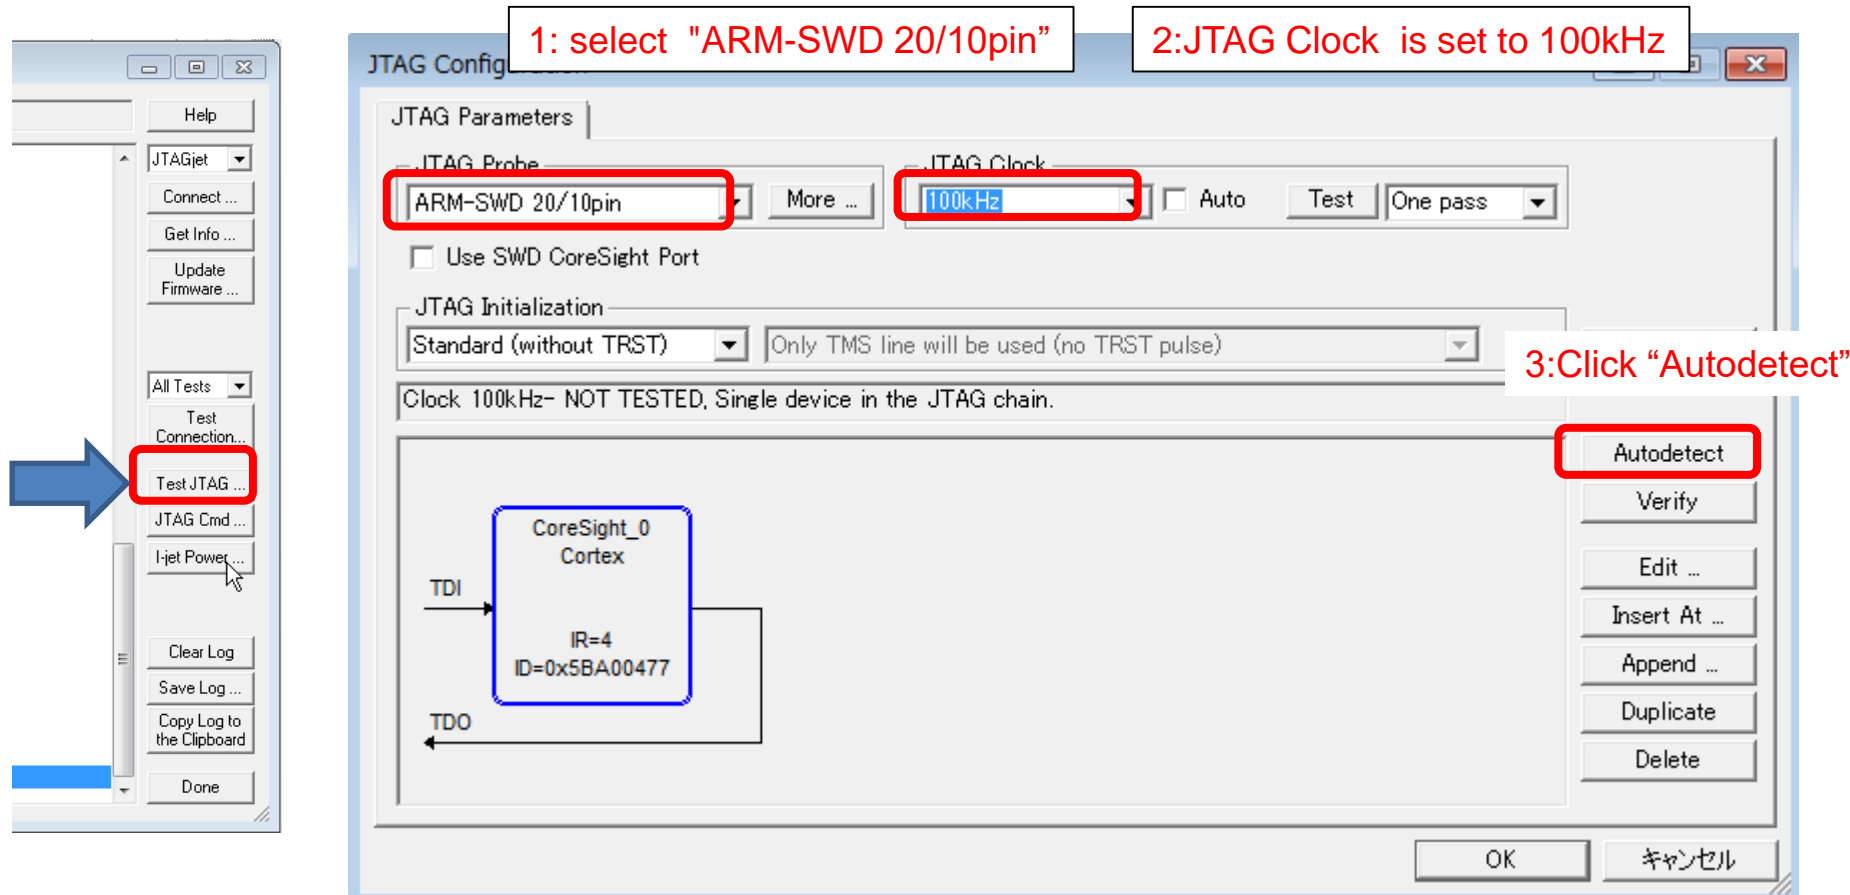 1: select "ARM-SWD 20/10pin”
2:JTAG Clock is set to 100kHz
Help
JTAGjet
Connect ...
Get Info ...
Update
Firmware ...
All Tests
Test
Connection...
Test JTAG ...
JTAG Cmd ...
I-jet Power ...
Clear Log
Save Log ...
Copy Log to
the Clipboard
Done
JTAG Config
JTAG Parameters
JTAG Probe
ARM-SWD 20/10pin
More ...
JTAG Clock
100kHz
Auto
Test
One pass
Use SWD CoreSight Port
JTAG Initialization
Standard (without TRST)
Only TMS line will be used (no TRST pulse)
3:Click “Autodetect”
Clock 100kHz- NOT TESTED, Single device in the JTAG chain.
CoreSight_0
Cortex
TDI
IR=4
ID=0x5BA00477
TDO
Autodetect
Verify
Edit ...
Insert At ...
Append ...
Duplicate
Delete
OK
キャンセル